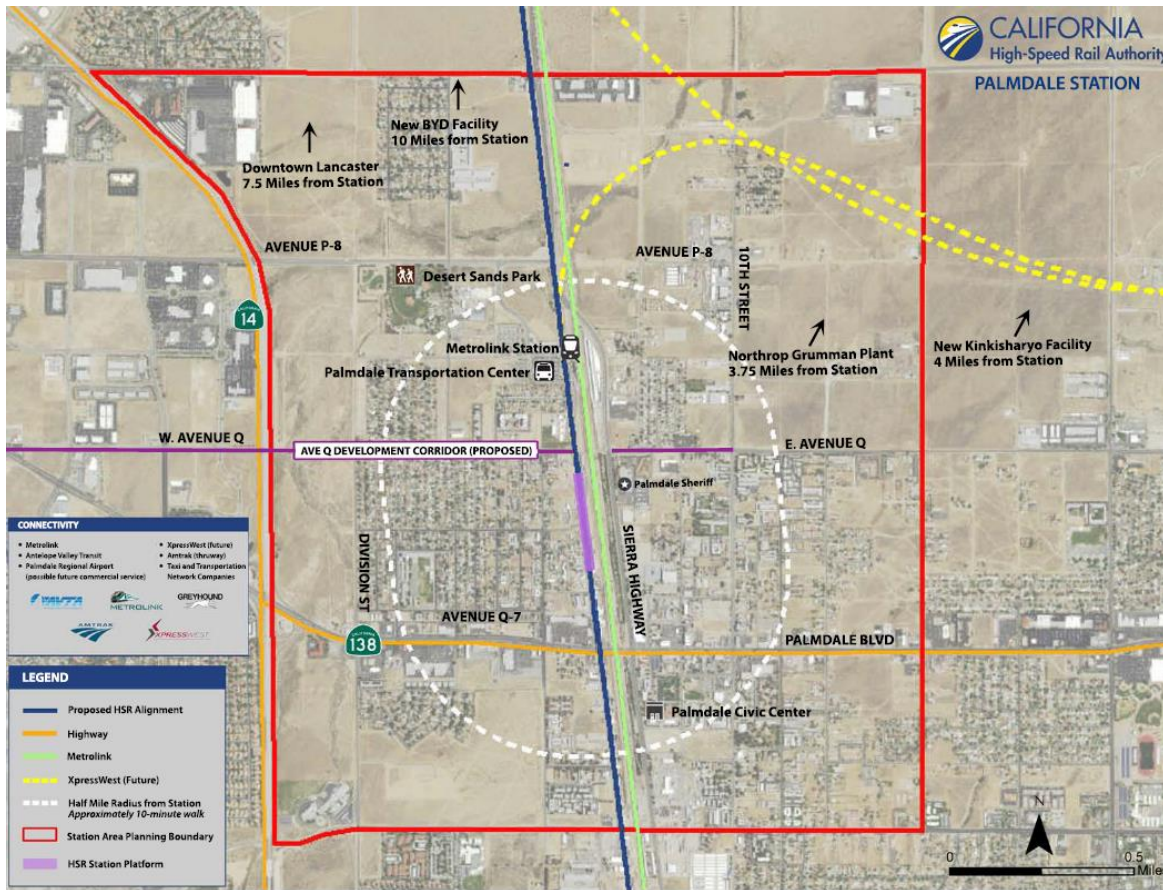 CALIFORNIA
High-Speed Rail Authority
PALMDALE STATION
New BYD Facility
10 Miles form Station
Downtown Lancaster
7.5 Miles from Station
AVENUE P-8
AVENUE P-8
10TH STREET
Desert Sands Park
14
Metrolink Station
Palmdale Transportation Center
Northrop Grumman Plant
3.75 Miles from Station
New Kinkisharyo Facility
4 Miles from Station
W. AVENUE Q
AVE Q DEVELOPMENT CORRIDOR (PROPOSED)
E. AVENUE Q
Palmdale Sheriff
SIERRA HIGHWAY
DIVISION ST
AVENUE Q-7
CALIFORNIA
138
PALMDALE BLVD
Palmdale Civic Center
CONNECTIVITY
• Metrolink
• Antelope Valley Transit
• Palmdale Regional Airport
(possible future commercial service)
• XpressWest (future)
• Amtrak (thruway)
• Taxi and Transportation
Network Companies
METROLINK
GREYHOUND
AMTRAK
XPRESSWEST
LEGEND
Proposed HSR Alignment
Highway
Metrolink
XpressWest (Future)
Half Mile Radius from Station
Approximately 10-minute walk
Station Area Planning Boundary
HSR Station Platform
N
0
0.5
Mile